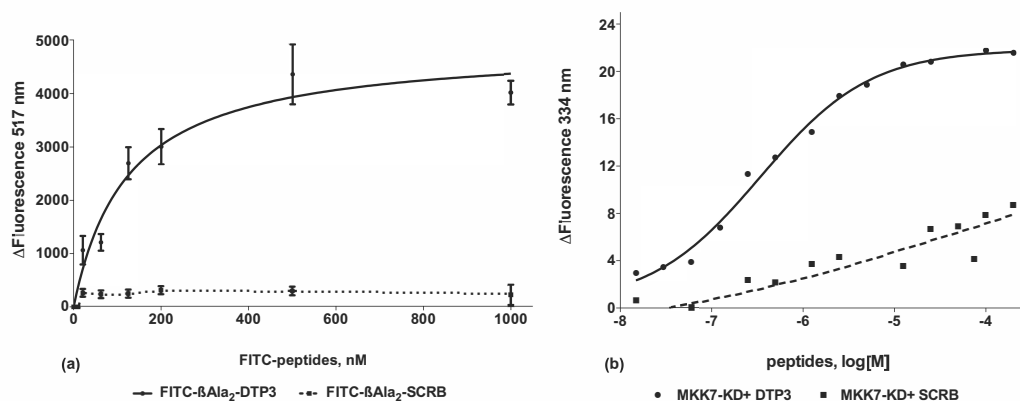 5000
4000
3000
2000
1000
0
ΔFluorescence 517 nm
0 200 400 600 800 1000
(a)
FITC-peptides, nM
FITC-ßAla2-DTP3 FITC-ßAla2-SCRB
24
20
16
12
8
4
0
ΔFluorescence 334 nm
-8 -7 -6 -5 -4
(b)
peptides, log[M]
MKK7-KD+ DTP3 MKK7-KD+ SCRB